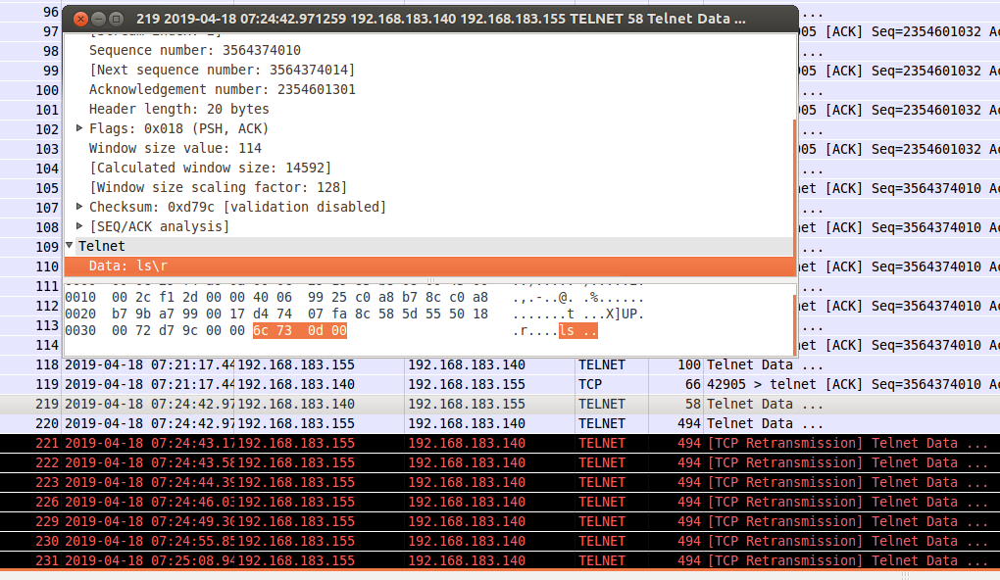 219 2019-04-18 07:24:42.971259 192.168.183.140 192.168.183.155 TELNET 58 Telnet Data ...
Sequence number: 3564374010
[Next sequence number: 3564374014]
Acknowledgement number: 2354601301
Header length: 20 bytes
Flags: 0x018 (PSH, ACK)
Window size value: 114
[Calculated window size: 14592]
[Window size scaling factor: 128]
Checksum: 0xd79c [validation disabled]
[SEQ/ACK analysis]
Telnet
Data: ls\r
0010 00 2c f1 2d 00 00 40 06 99 25 c0 a8 b7 8c c0 a8 .,.-..@. .%......
0020 b7 9b a7 99 00 17 d4 74 07 fa 8c 58 5d 55 50 18 .......t ...X]UP.
0030 00 72 d7 9c 00 00 6c 73 0d 00 .r....ls ..
96 ...
97 05 [ACK] Seq=2354601032 Ac
98 ...
99 05 [ACK] Seq=2354601032 Ac
100 ...
101 05 [ACK] Seq=2354601032 Ac
102 ...
103 05 [ACK] Seq=2354601032 Ac
104 ...
105 et [ACK] Seq=3564374010 Ac
107 ...
108 et [ACK] Seq=3564374010 Ac
109 ...
110 et [ACK] Seq=3564374010 Ac
111 ...
112 et [ACK] Seq=3564374010 Ac
113 ...
114 et [ACK] Seq=3564374010 Ac
118 2019-04-18 07:21:17.44 192.168.183.155 192.168.183.140 TELNET 100 Telnet Data ...
119 2019-04-18 07:21:17.44 192.168.183.140 192.168.183.155 TCP 66 42905 > telnet [ACK] Seq=3564374010 Ac
219 2019-04-18 07:24:42.97 192.168.183.140 192.168.183.155 TELNET 58 Telnet Data ...
220 2019-04-18 07:24:42.97 192.168.183.155 192.168.183.140 TELNET 494 Telnet Data ...
221 2019-04-18 07:24:43.17 192.168.183.155 192.168.183.140 TELNET 494 [TCP Retransmission] Telnet Data ...
222 2019-04-18 07:24:43.58 192.168.183.155 192.168.183.140 TELNET 494 [TCP Retransmission] Telnet Data ...
223 2019-04-18 07:24:44.39 192.168.183.155 192.168.183.140 TELNET 494 [TCP Retransmission] Telnet Data ...
226 2019-04-18 07:24:46.03 192.168.183.155 192.168.183.140 TELNET 494 [TCP Retransmission] Telnet Data ...
229 2019-04-18 07:24:49.30 192.168.183.155 192.168.183.140 TELNET 494 [TCP Retransmission] Telnet Data ...
230 2019-04-18 07:24:55.85 192.168.183.155 192.168.183.140 TELNET 494 [TCP Retransmission] Telnet Data ...
231 2019-04-18 07:25:08.94 192.168.183.155 192.168.183.140 TELNET 494 [TCP Retransmission] Telnet Data ...